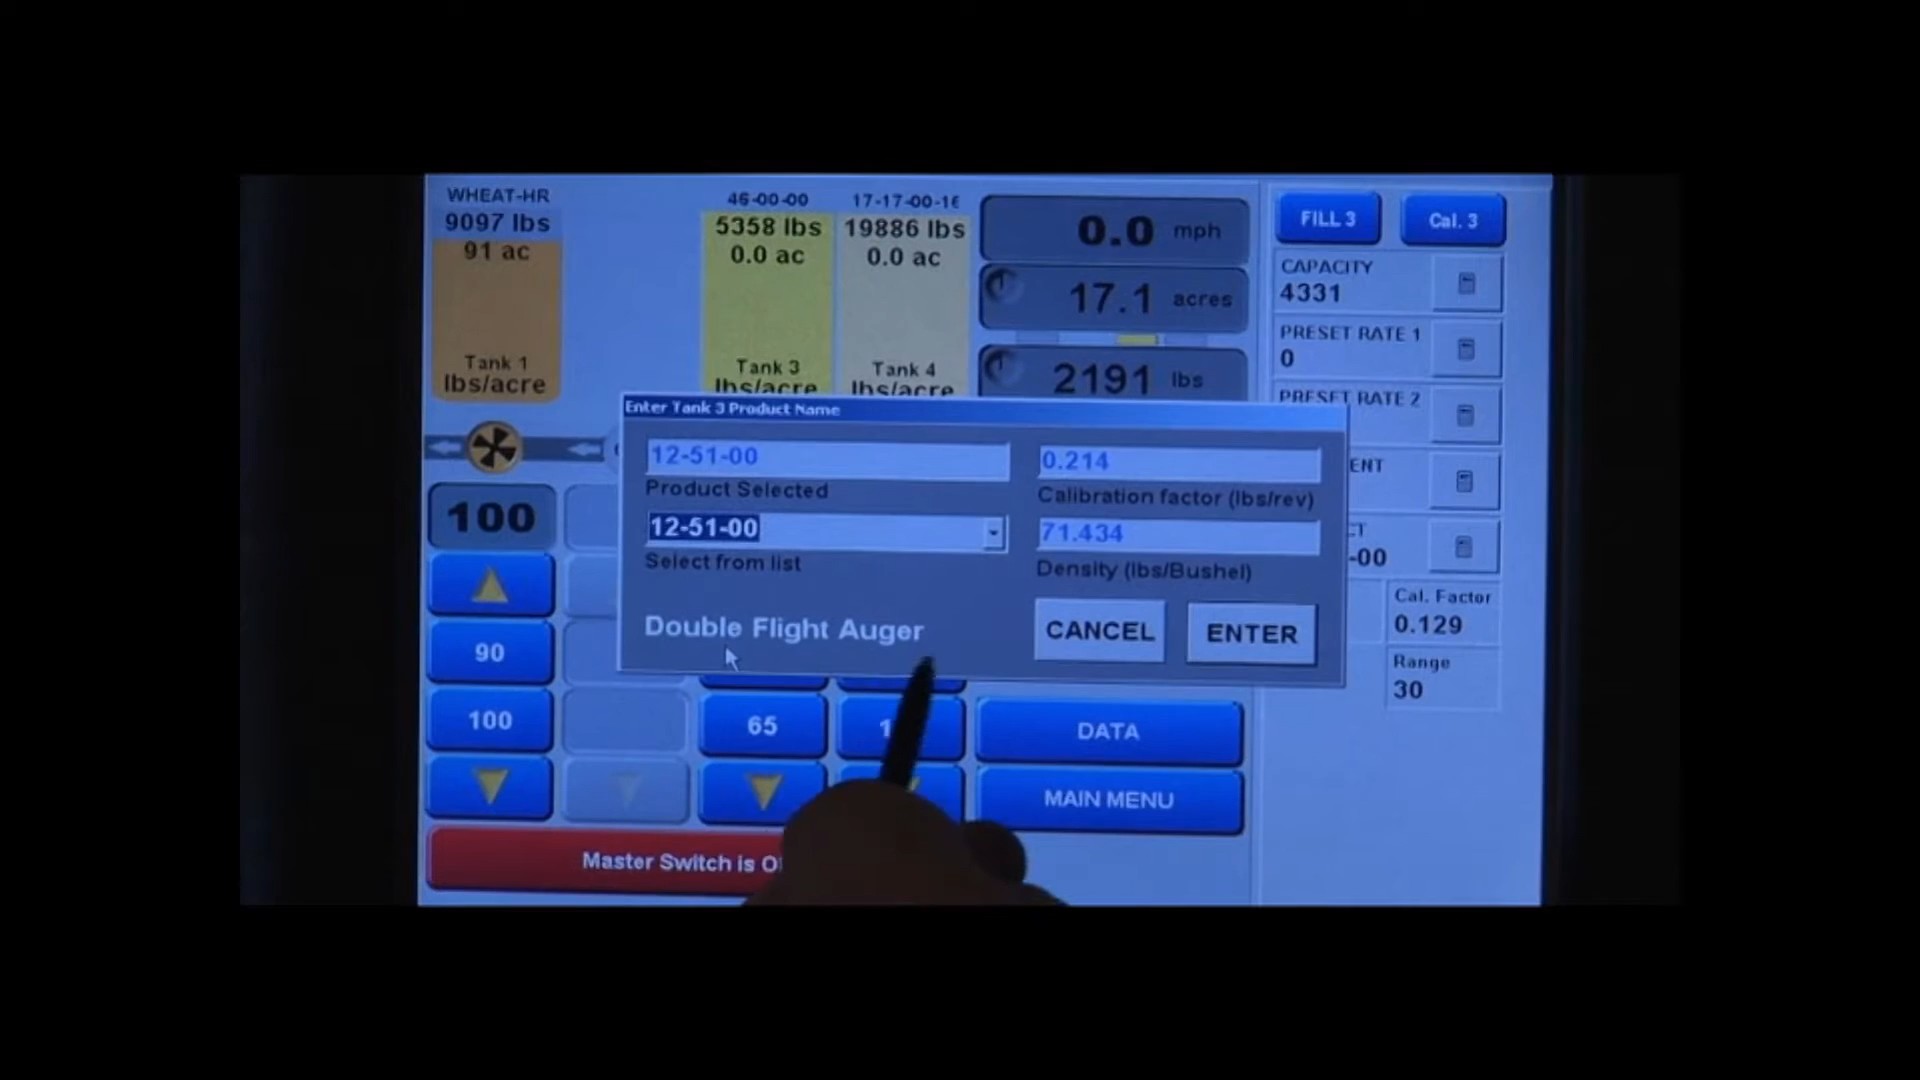 WHEAT-HR
9097 lbs
91 ac
Tank 1
lbs/acre
46-00-00
5358 lbs
0.0 ac
Tank 3
lbs/acre
17-17-00-1
19886 lbs
0.0 ac
Tank 4
lbs/acre
0.0 mph
17.1 acres
2191 lbs
FILL 3
Cal. 3
CAPACITY
4331
PRESET RATE 1
0
PRESET RATE 2
ENT
CT
-00
Cal. Factor
0.129
Range
30
Enter Tank 3 Product Name
12-51-00
Product Selected
12-51-00
Select from list
0.214
Calibration factor (lbs/rev)
71.434
Density (lbs/Bushel)
Double Flight Auger
CANCEL
ENTER
100
90
100
65
1
DATA
MAIN MENU
Master Switch is O